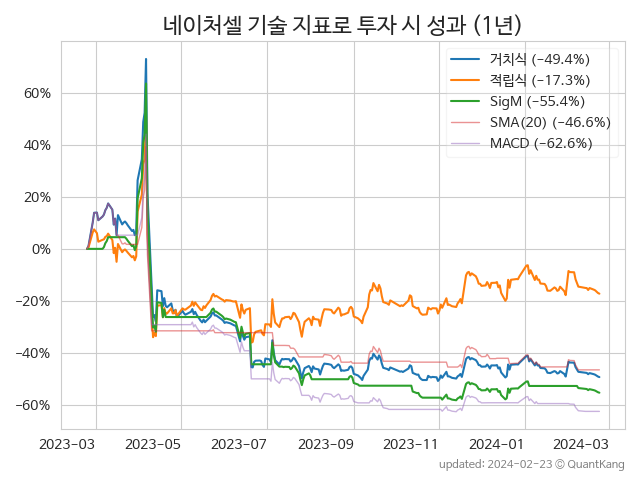 네이처셀 기술 지표로 투자 시 성과 (1년)
거치식 (−49.4%)
적립식 (−17.3%)
SigM (−55.4%)
SMA(20) (−46.6%)
MACD (−62.6%)
60%
40%
20%
0%
−20%
−40%
−60%
2023-03 2023-05 2023-07 2023-09 2023-11 2024-01 2024-03
updated: 2024-02-23 © QuantKang